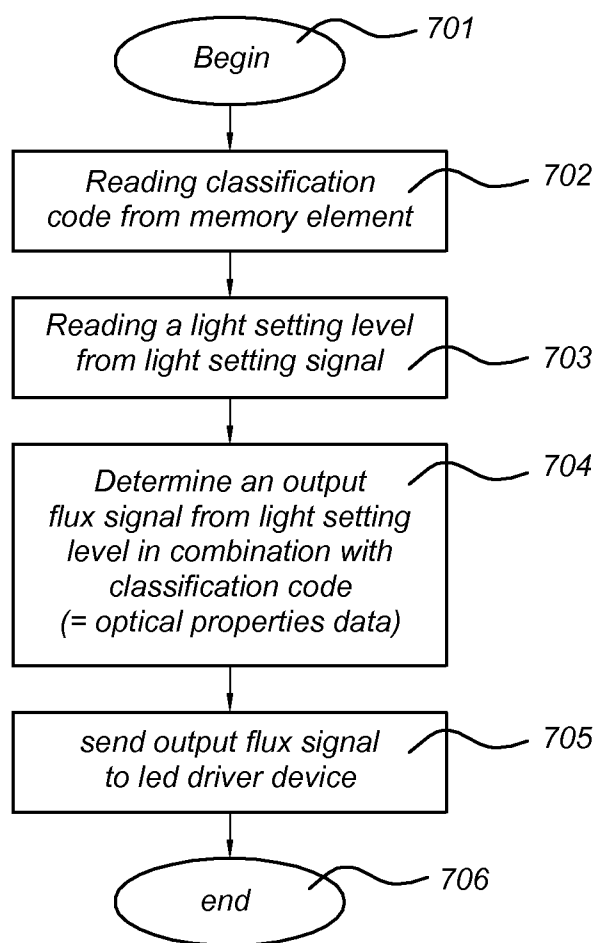 701
Begin
702
Reading classification
code from memory element
Reading a light setting level
from light setting signal
703
704
Determine an output
flux signal from light setting
level in combination with
classification code
(= optical properties data)
705
send output flux signal
to led driver device
706
end